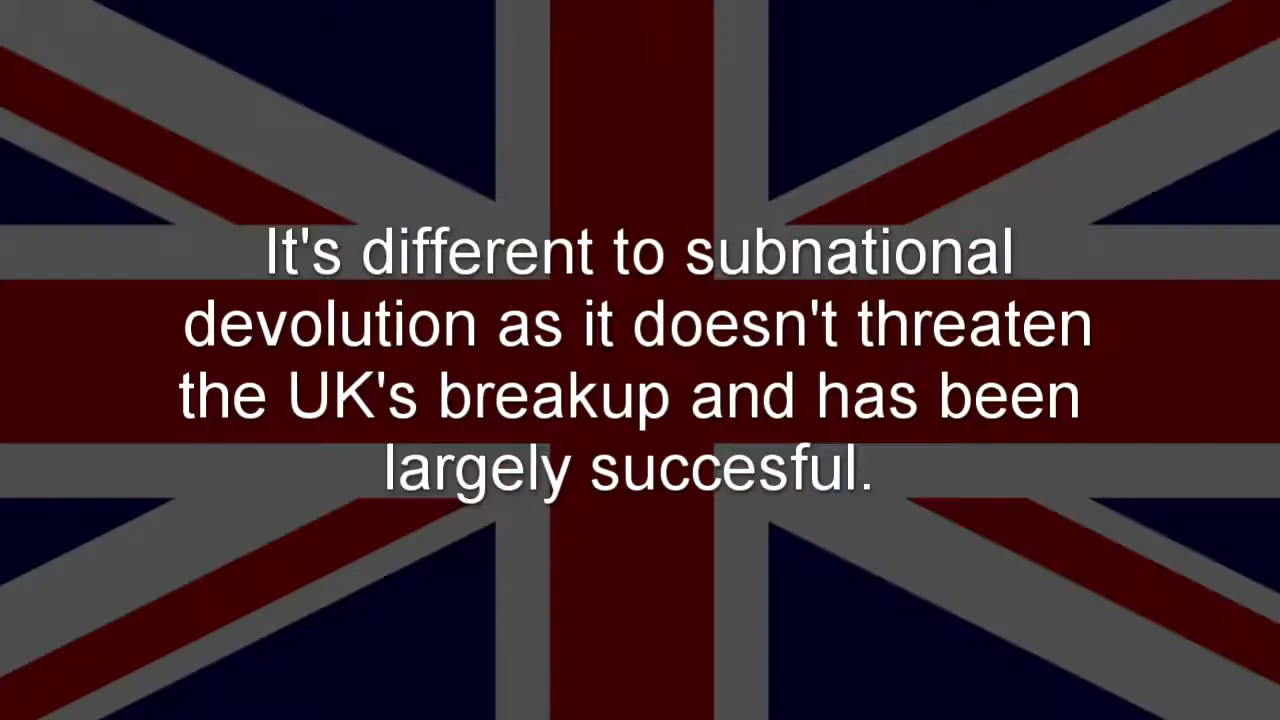 It's different to subnational
devolution as it doesn't threaten
the UK's breakup and has been
largely succesful.